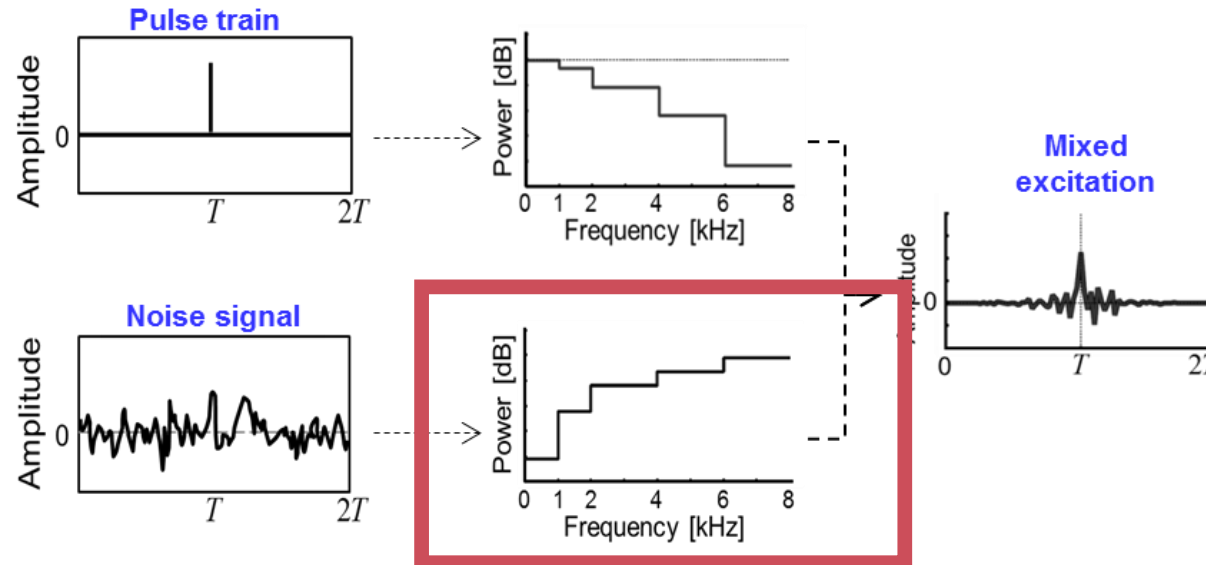 Pulse train
Amplitude
0
T
2T
Power [dB]
0 1 2 4 6 8
Frequency [kHz]
Noise signal
Amplitude
0
T
2T
Power [dB]
0 1 2 4 6 8
Frequency [kHz]
Mixed
excitation
0
0
T